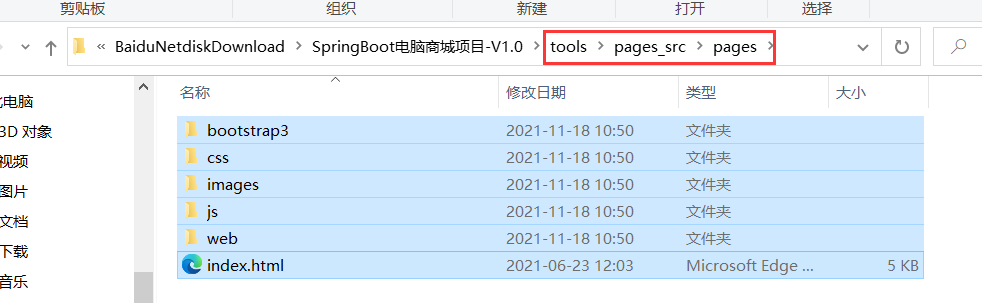 剪贴板 组织 新建 打开 选择
« BaiduNetdiskDownload > SpringBoot电脑商城项目-V1.0 > tools > pages_src > pages >
名称 修改日期 类型 大小
电脑
bootstrap3 2021-11-18 10:50 文件夹
3D 对象
css 2021-11-18 10:50 文件夹
视频
images 2021-11-18 10:50 文件夹
图片
js 2021-11-18 10:50 文件夹
文档
web 2021-11-18 10:50 文件夹
下载
index.html 2021-06-23 12:03 Microsoft Edge ... 5 KB
音乐